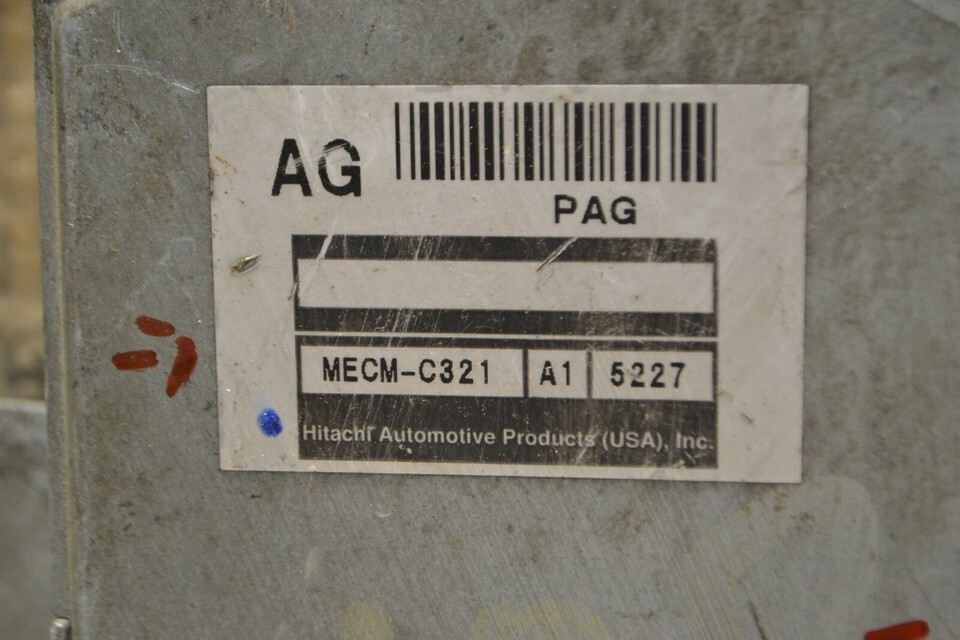 AG
PAG
MECM-C321 A1 5227
Hitachi Automotive Products (USA), Inc.